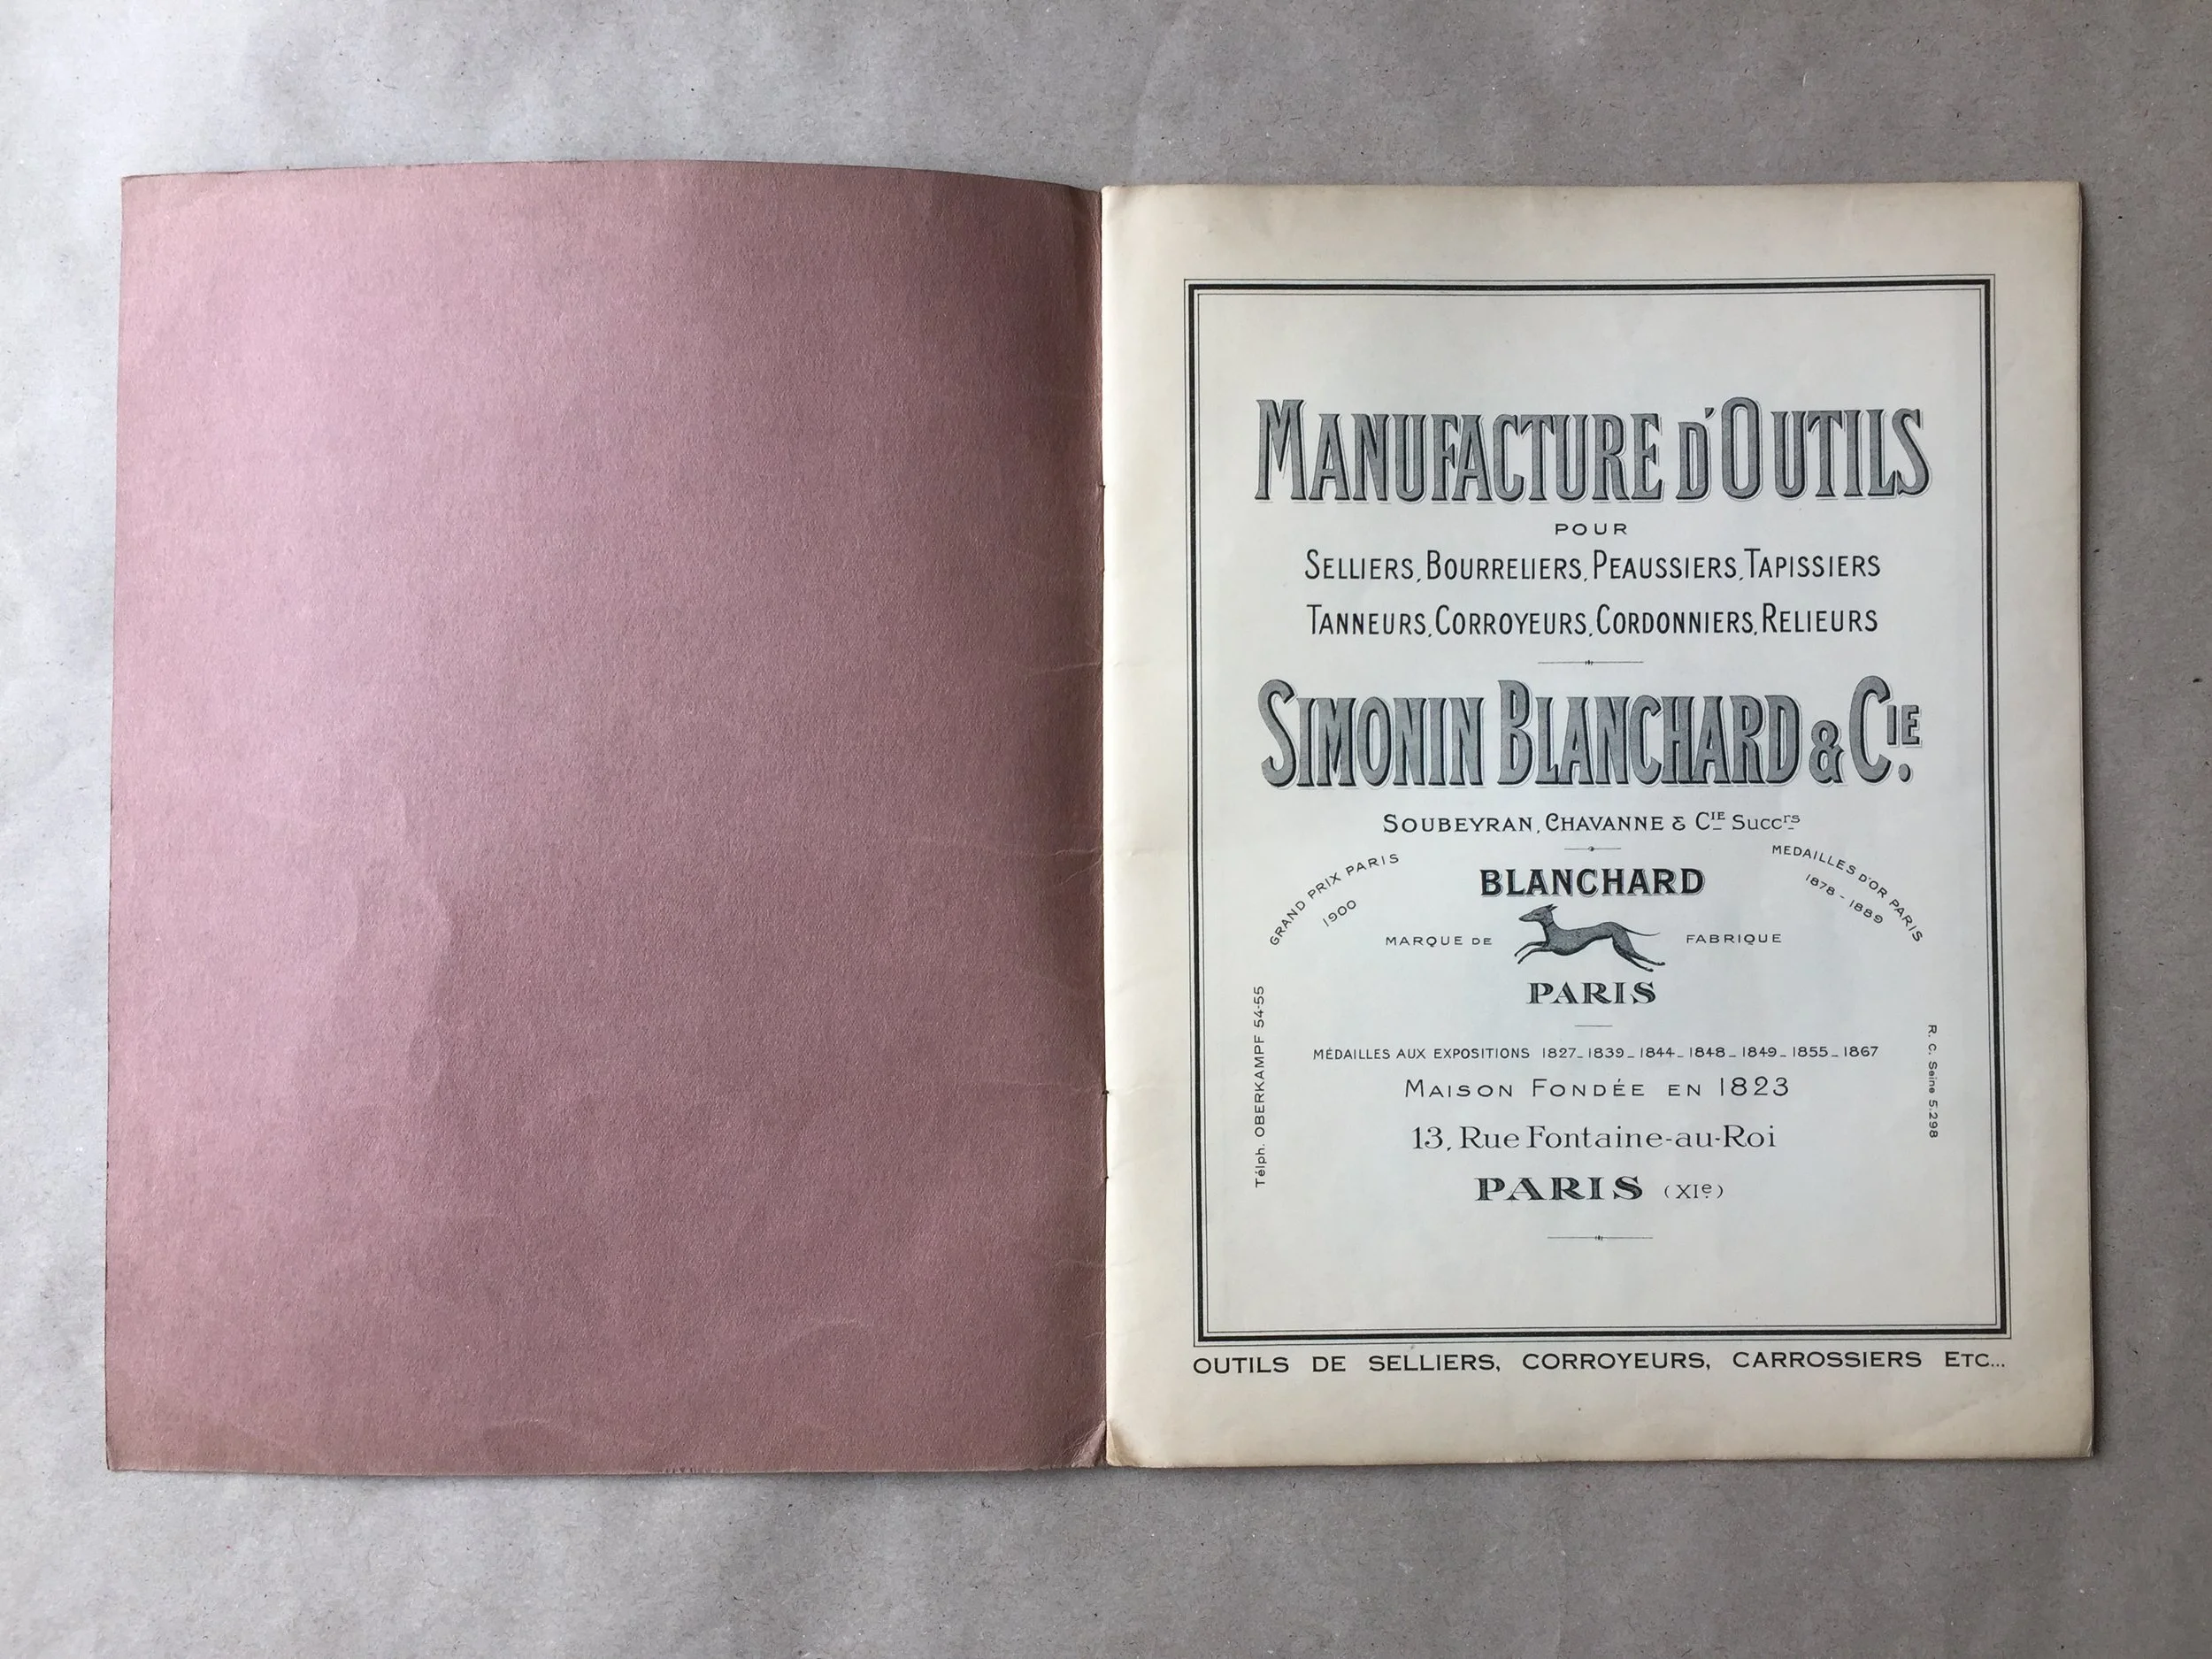 MANUFACTURE D'OUTILS
POUR
SELLIERS, BOURRELIERS, PEAUSSIERS, TAPISSIERS
TANNEURS, CORROYEURS, CORDONNIERS, RELIEURS
SIMONIN BLANCHARD & CIE.
SOUBEYRAN, CHAVANNE & CIE Succrs
GRAND PRIX PARIS
1900
MEDAILLES D'OR PARIS
1878 - 1889
BLANCHARD
MARQUE DE FABRIQUE
PARIS
Télph. OBERKAMPF 54-55
R. C. Seine 5.298
MÉDAILLES AUX EXPOSITIONS 1827_1839_1844_1848_1849_1855_1867
MAISON FONDÉE EN 1823
13, Rue Fontaine-au-Roi
PARIS (XIe)
OUTILS DE SELLIERS, CORROYEURS, CARROSSIERS ETC...